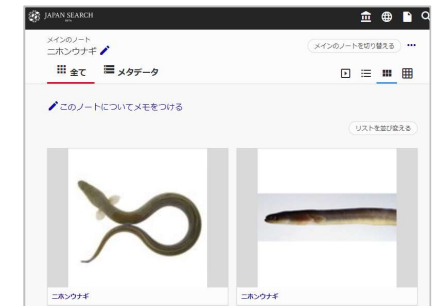 JAPAN SEARCH
BETA
メインのノート
ニホンウナギ
メインのノートを切り替える
全て
メタデータ
このノートについてメモをつける
リストを並び変える
ニホンウナギ
ニホンウナギ